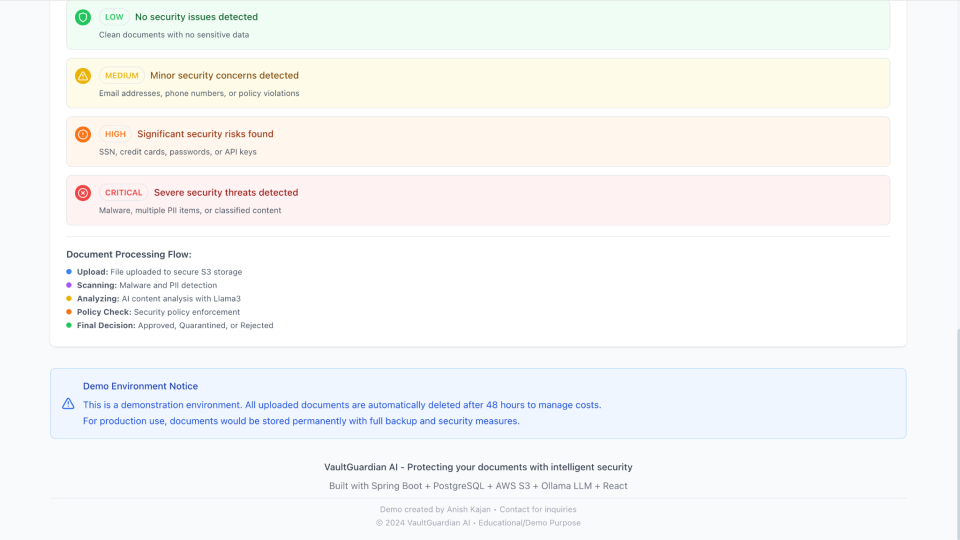 LOW No security issues detected
Clean documents with no sensitive data
MEDIUM Minor security concerns detected
Email addresses, phone numbers, or policy violations
HIGH Significant security risks found
SSN, credit cards, passwords, or API keys
CRITICAL Severe security threats detected
Malware, multiple PII items, or classified content
Document Processing Flow:
Upload: File uploaded to secure S3 storage
Scanning: Malware and PII detection
Analyzing: AI content analysis with Llama3
Policy Check: Security policy enforcement
Final Decision: Approved, Quarantined, or Rejected
Demo Environment Notice
This is a demonstration environment. All uploaded documents are automatically deleted after 48 hours to manage costs.
For production use, documents would be stored permanently with full backup and security measures.
VaultGuardian AI - Protecting your documents with intelligent security
Built with Spring Boot + PostgreSQL + AWS S3 + Ollama LLM + React
Demo created by Anish Kajan • Contact for inquiries
© 2024 VaultGuardian AI • Educational/Demo Purpose